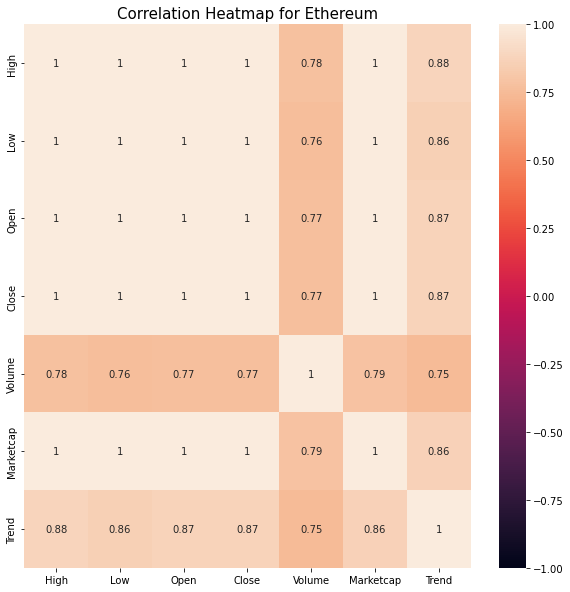 Correlation Heatmap for Ethereum
High 1 1 1 1 0.78 1 0.88
Low 1 1 1 1 0.76 1 0.86
Open 1 1 1 1 0.77 1 0.87
Close 1 1 1 1 0.77 1 0.87
Volume 0.78 0.76 0.77 0.77 1 0.79 0.75
Marketcap 1 1 1 1 0.79 1 0.86
Trend 0.88 0.86 0.87 0.87 0.75 0.86 1
High Low Open Close Volume Marketcap Trend
1.00
0.75
0.50
0.25
0.00
−0.25
−0.50
−0.75
−1.00